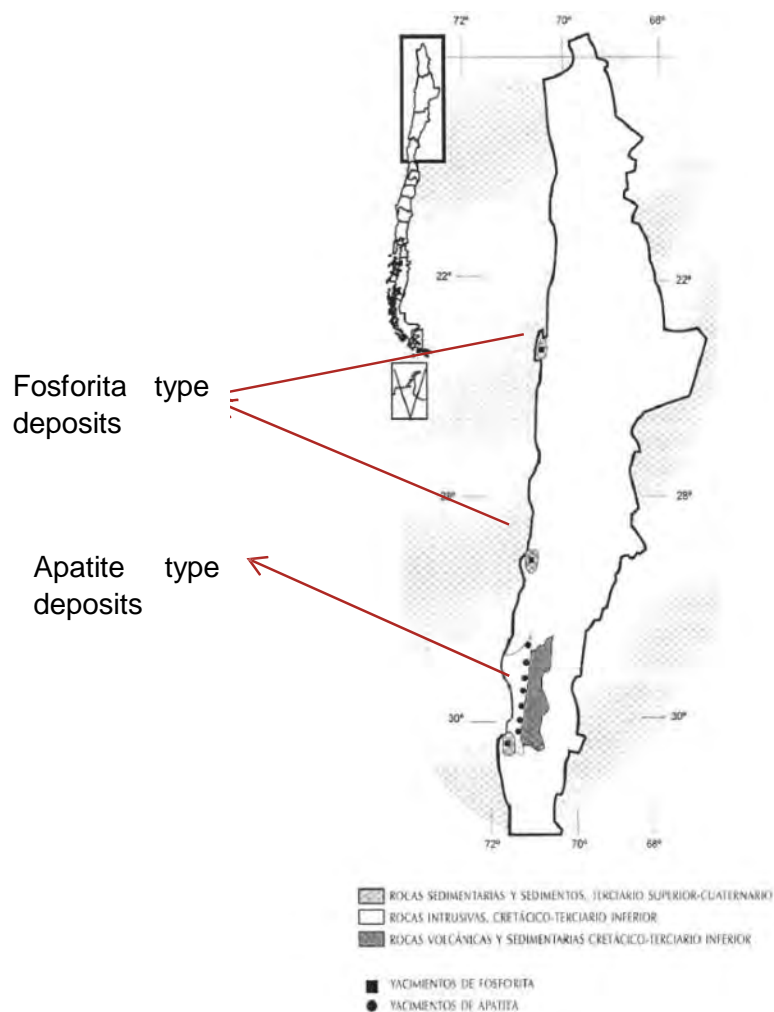 72°
70°
68°
22°
22°
Fosforita type
deposits
28°
28°
Apatite type
deposits
30°
30°
72°
70°
68°
ROCAS SEDIMENTARIAS Y SEDIMENTOS, TERCIARIO SUPERIOR-CUATERNARIO
ROCAS INTRUSIVAS, CRETÁCICO-TERCIARIO INFERIOR
ROCAS VOLCÁNICAS Y SEDIMENTARIAS CRETÁCICO-TERCIARIO INFERIOR
YACIMIENTOS DE FOSFORITA
YACIMIENTOS DE APATITA